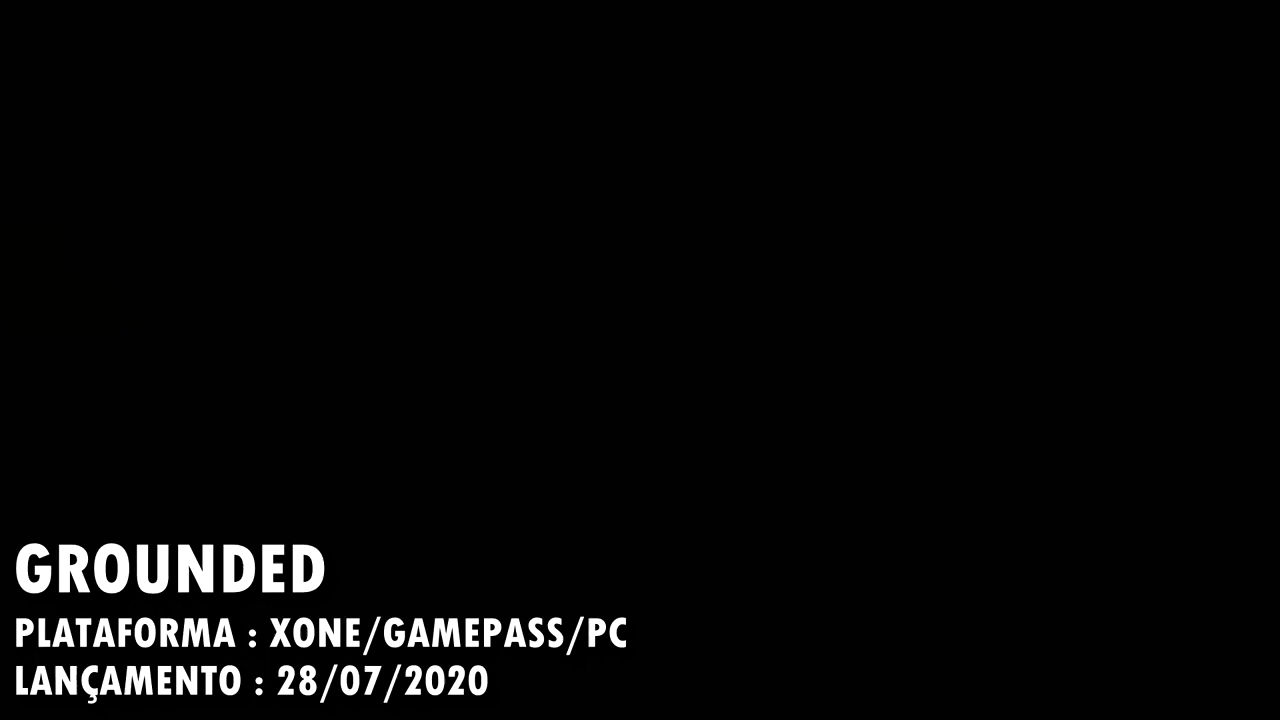 GROUNDED
PLATAFORMA : XONE/GAMEPASS/PC
LANÇAMENTO : 28/07/2020